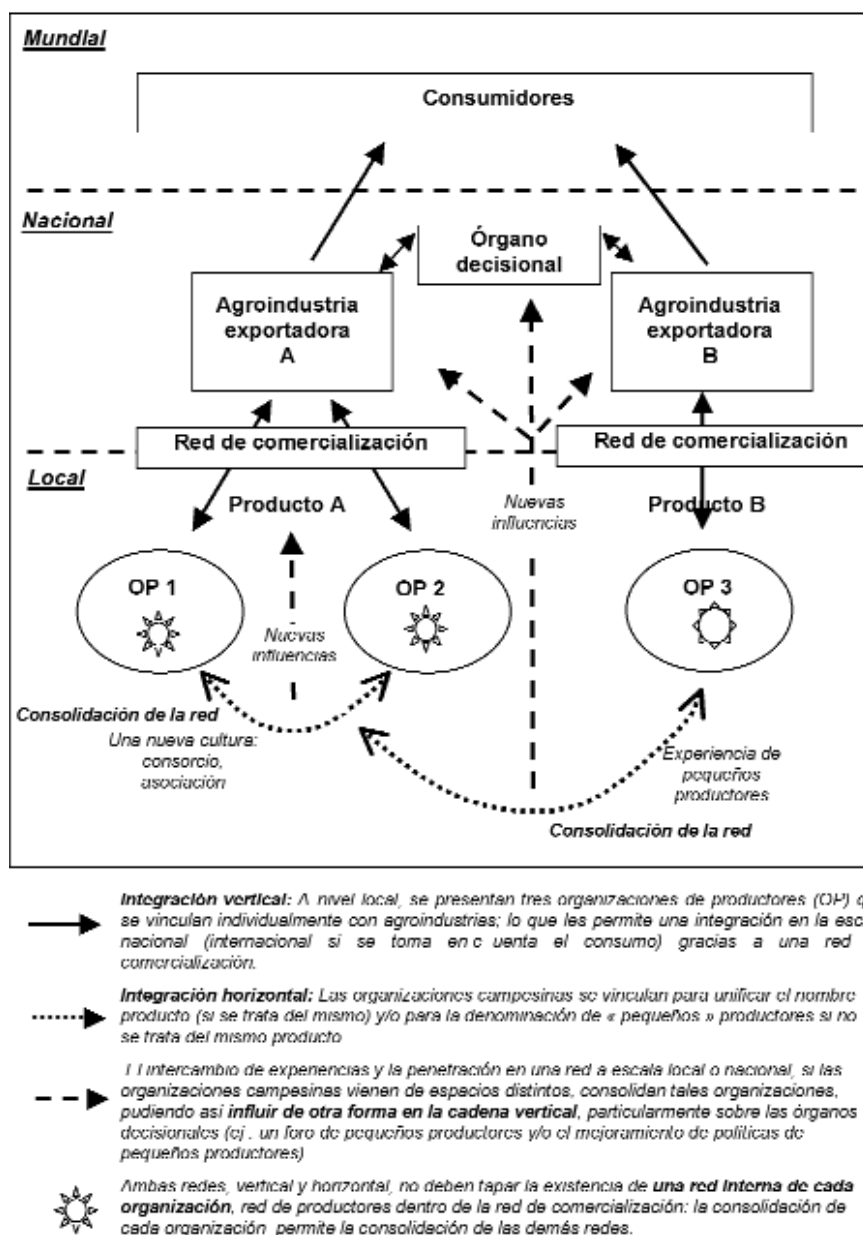 Mundial
Consumidores
Nacional
Órgano
decisional
Agroindustria
exportadora
A
Agroindustria
exportadora
B
Red de comercialización
Red de comercialización
Local
Producto A
Nuevas
influencias
Producto B
OP 1
OP 2
OP 3
Nuevas
influencias
Consolidación de la red
Una nueva cultura:
consorcio,
asociación
Experiencia de
pequeños
productores
Consolidación de la red
Integración vertical: A nivel local, se presentan tres organizaciones de productores (OP) q
se vinculan individualmente con agroindustrias; lo que les permite una integración en la esc
nacional (internacional si se toma en c uenta el consumo) gracias a una red
comercialización.
Integración horizontal: Las organizaciones campesinas se vinculan para unificar el nombre
producto (si se trata del mismo) y/o para la denominación de « pequeños » productores si no
se trata del mismo producto
El intercambio de experiencias y la penetración en una red a escala local o nacional, si las
organizaciones campesinas vienen de espacios distintos, consolidan tales organizaciones,
pudiendo así influir de otra forma en la cadena vertical, particularmente sobre las órganos
decisionales (ej . un foro de pequeños productores y/o el mejoramiento de políticas de
pequeños productores)
Ambas redes, vertical y horizontal, no deben tapar la existencia de una red interna de cada
organización, red de productores dentro de la red de comercialización: la consolidación de
cada organización permite la consolidación de las demás redes.